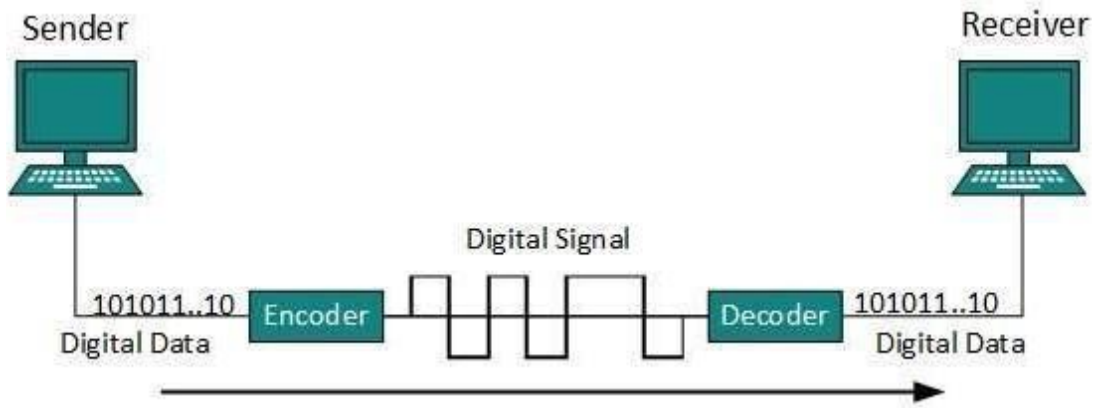 Sender
Receiver
Digital Signal
101011..10
Encoder
Decoder
101011..10
Digital Data
Digital Data